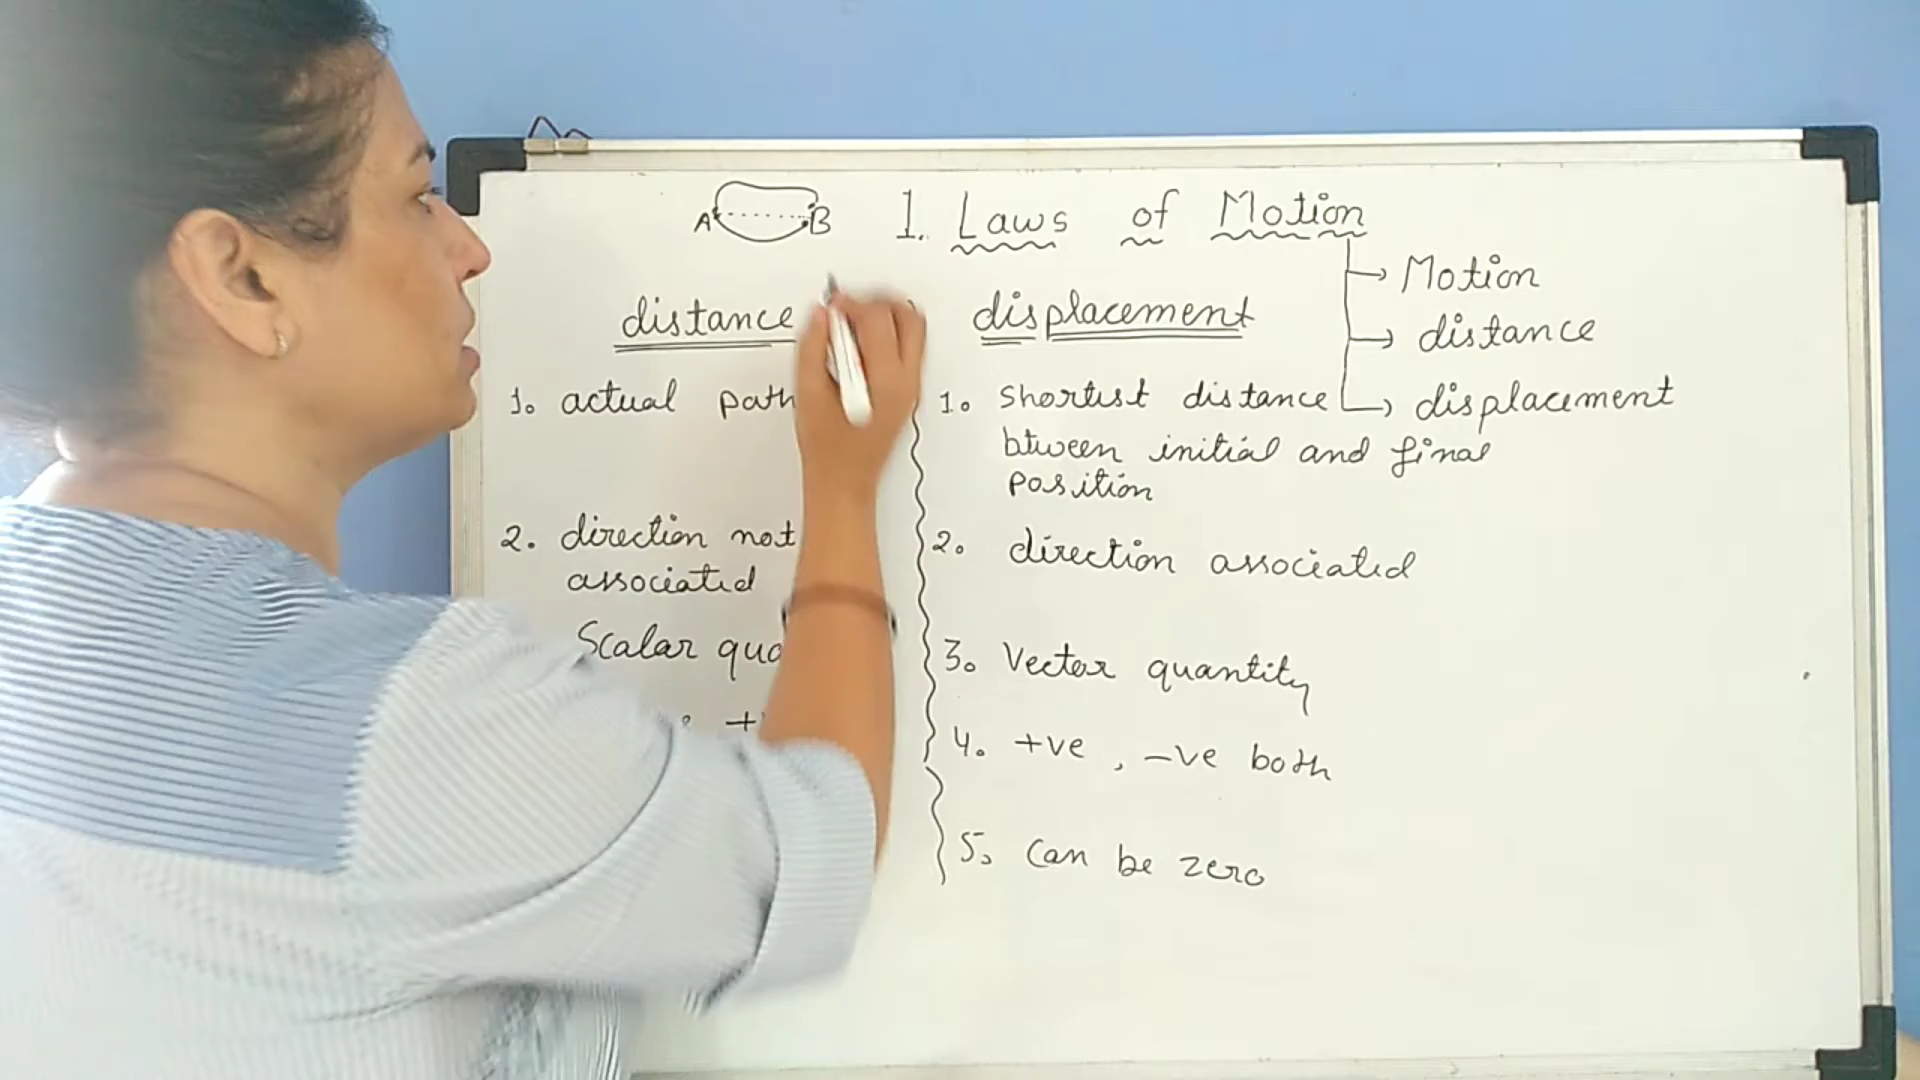 A B
1. Laws of Motion
Motion
distance
displacement
distance
1. actual path
2. direction not
associated
Scalar
+
displacement
1. Shortest distance
btween initial and final
position
2. direction associated
3. Vector quantity
4. +ve, -ve both
5. Can be zero